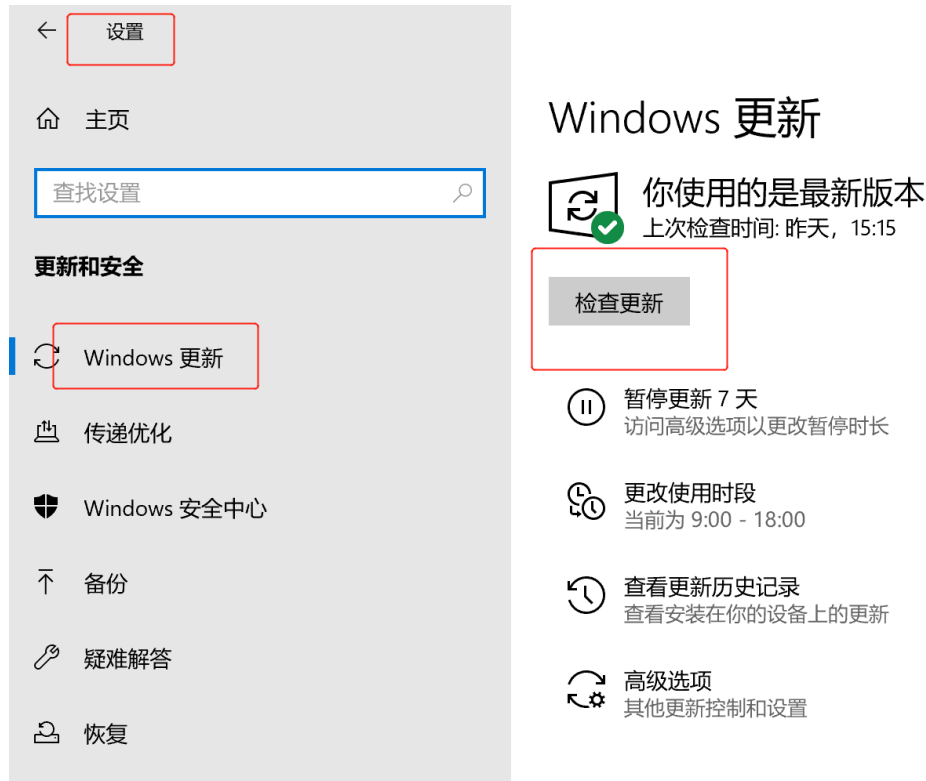 设置
主页
查找设置
更新和安全
Windows 更新
传递优化
Windows 安全中心
备份
疑难解答
恢复
Windows 更新
你使用的是最新版本
上次检查时间: 昨天，15:15
检查更新
暂停更新 7 天
访问高级选项以更改暂停时长
更改使用时段
当前为 9:00 - 18:00
查看更新历史记录
查看安装在你的设备上的更新
高级选项
其他更新控制和设置